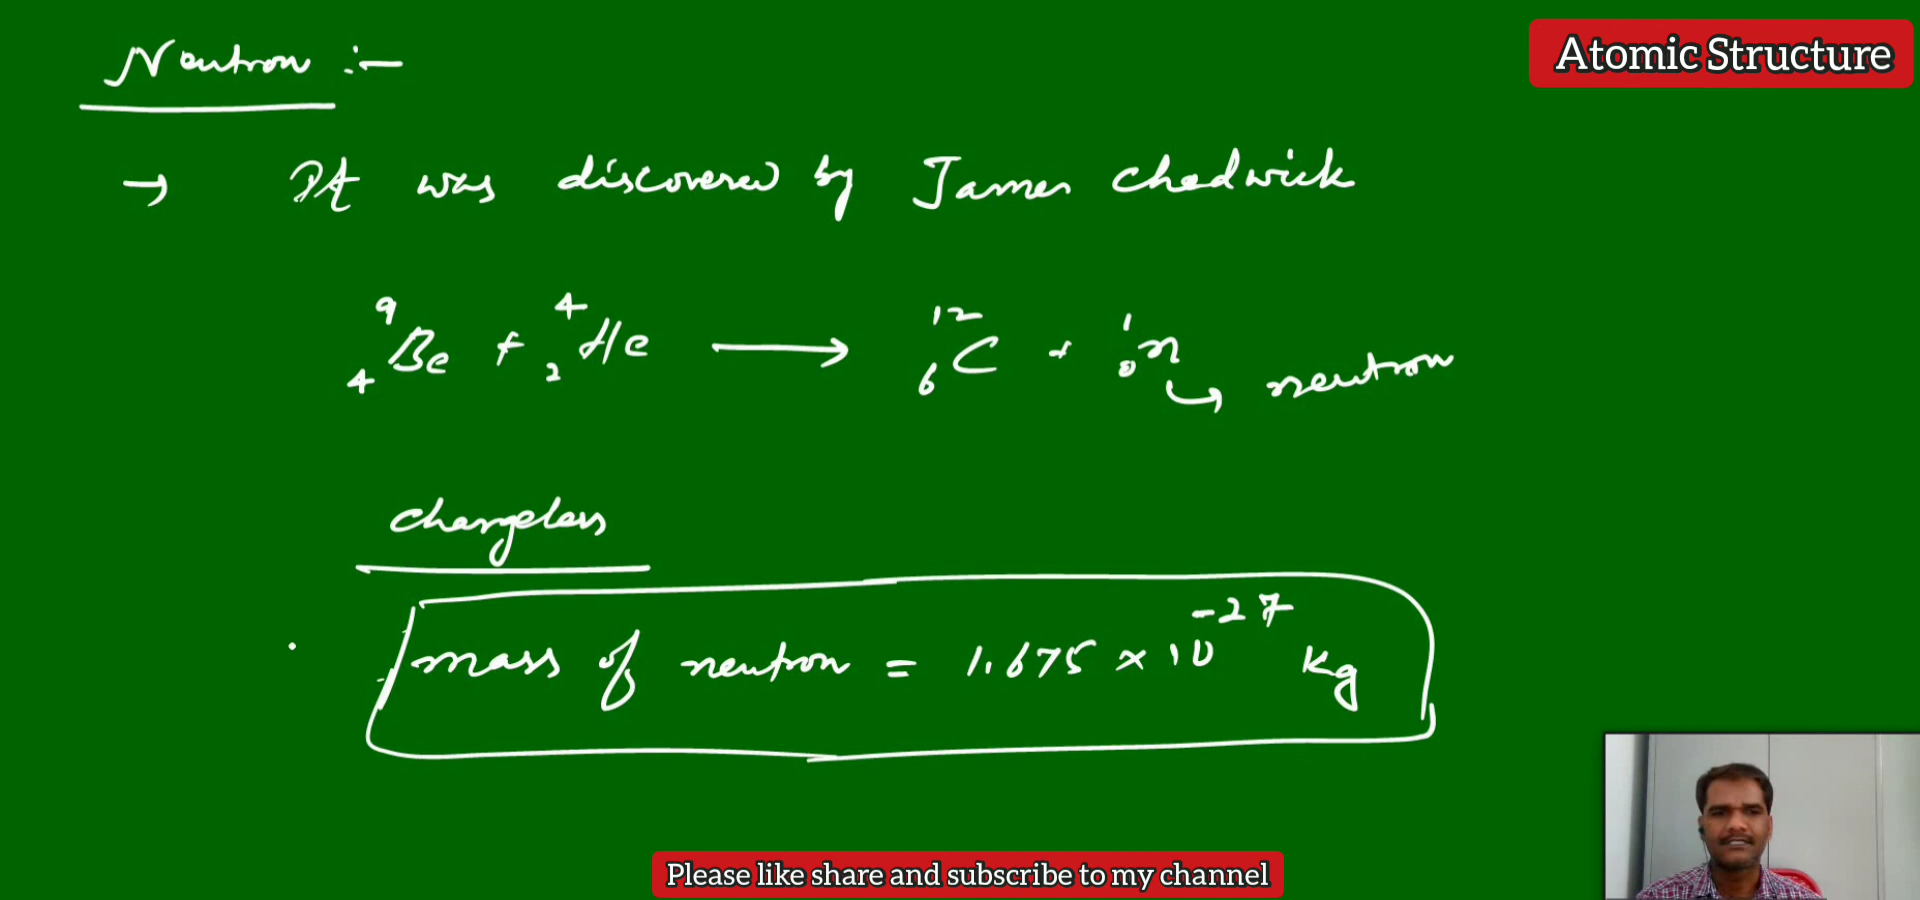 Neutron :-
Atomic Structure
→ It was discovered by James Chadwick
⁹₄Be + ⁴₂He ⟶ ¹²₆C + ¹₀n
↪ neutron
chargeless
mass of neutron = 1.675 × 10⁻²⁷ kg
Please like share and subscribe to my channel